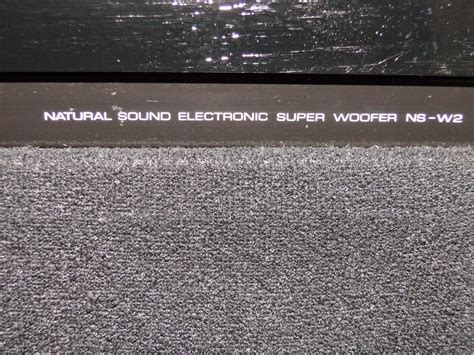 NATURAL SOUND ELECTRONIC SUPER WOOFER NS-W2